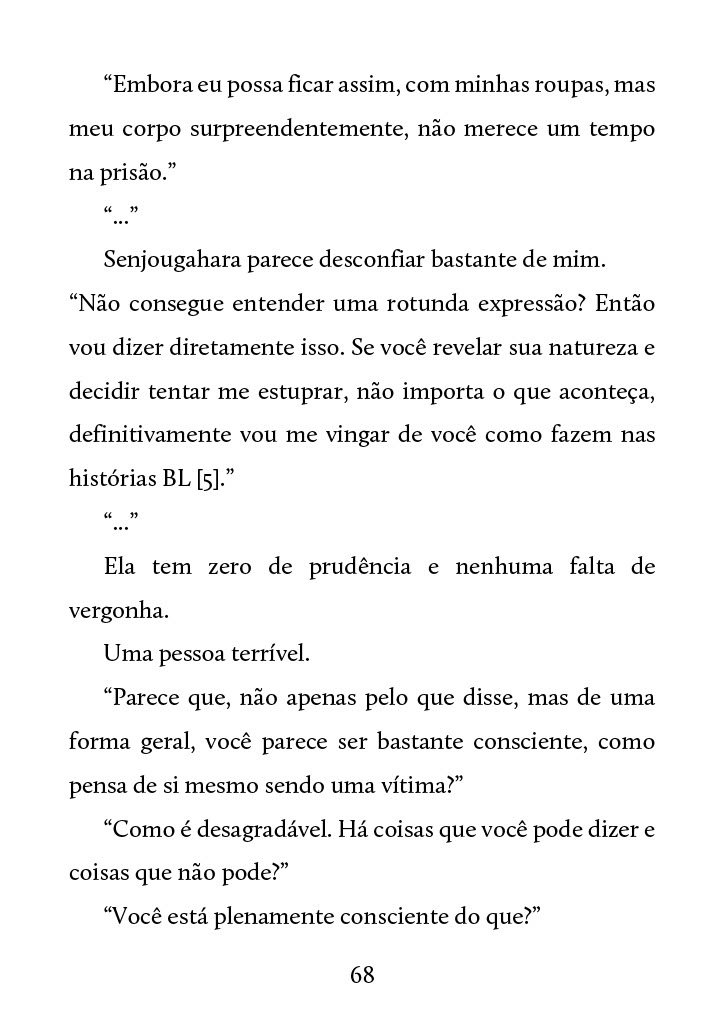 “Embora eu possa ficar assim, com minhas roupas, mas
meu corpo surpreendentemente, não merece um tempo
na prisão.”
“...”
Senjougahara parece desconfiar bastante de mim.
“Não consegue entender uma rotunda expressão? Então
vou dizer diretamente isso. Se você revelar sua natureza e
decidir tentar me estuprar, não importa o que aconteça,
definitivamente vou me vingar de você como fazem nas
histórias BL [5].”
“...”
Ela tem zero de prudência e nenhuma falta de
vergonha.
Uma pessoa terrível.
“Parece que, não apenas pelo que disse, mas de uma
forma geral, você parece ser bastante consciente, como
pensa de si mesmo sendo uma vítima?”
“Como é desagradável. Há coisas que você pode dizer e
coisas que não pode?”
“Você está plenamente consciente do que?”
68